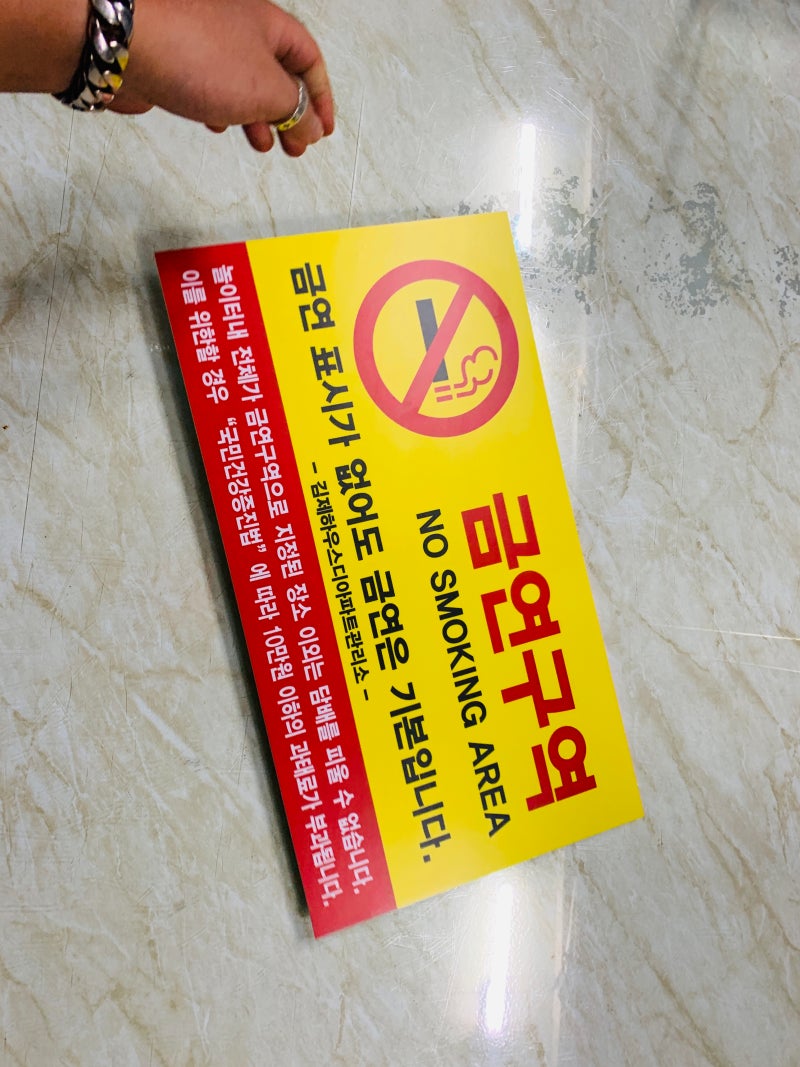 금연구역
NO SMOKING AREA
금연 표시가 없어도 금연은 기본입니다.
- 김제하우스디아파트관리소 -
놀이터내 전체가 금연구역으로 지정된 장소 이외는 담배를 피울 수 없습니다.
이를 위한할 경우 “국민건강증진법” 에 따라 10만원 이하의 과태료가 부과됩니다.